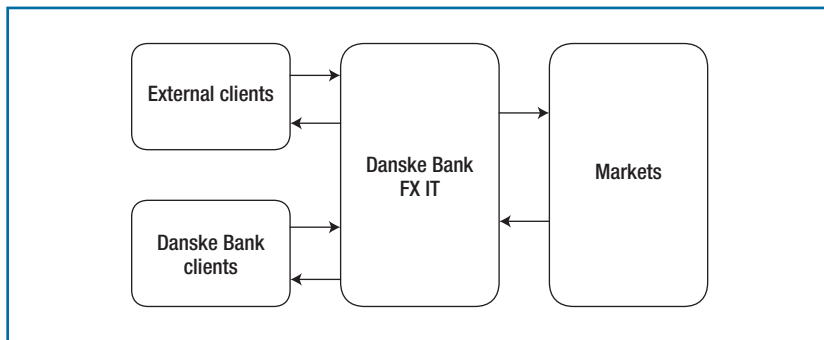 External clients
Danske Bank
clients
Danske Bank
FX IT
Markets